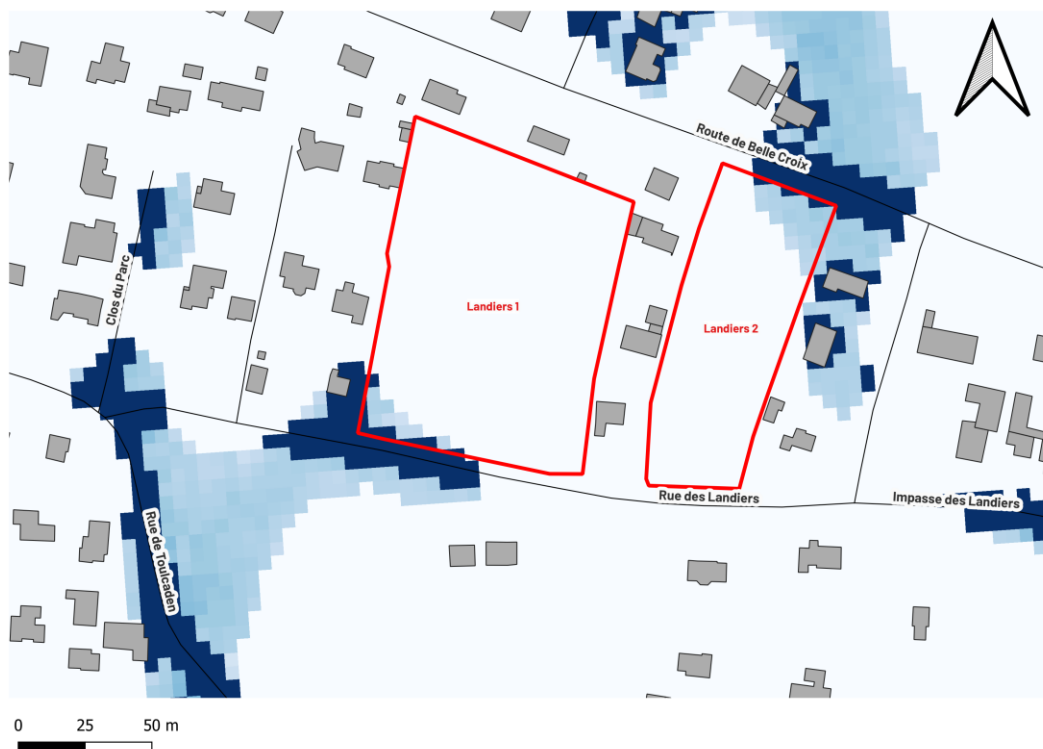 Route de Belle Croix
Clos du Parc
Landiers 1
Landiers 2
Rue des Landiers
Impasse des Landiers
Rue de Toulcaden
0 25 50 m